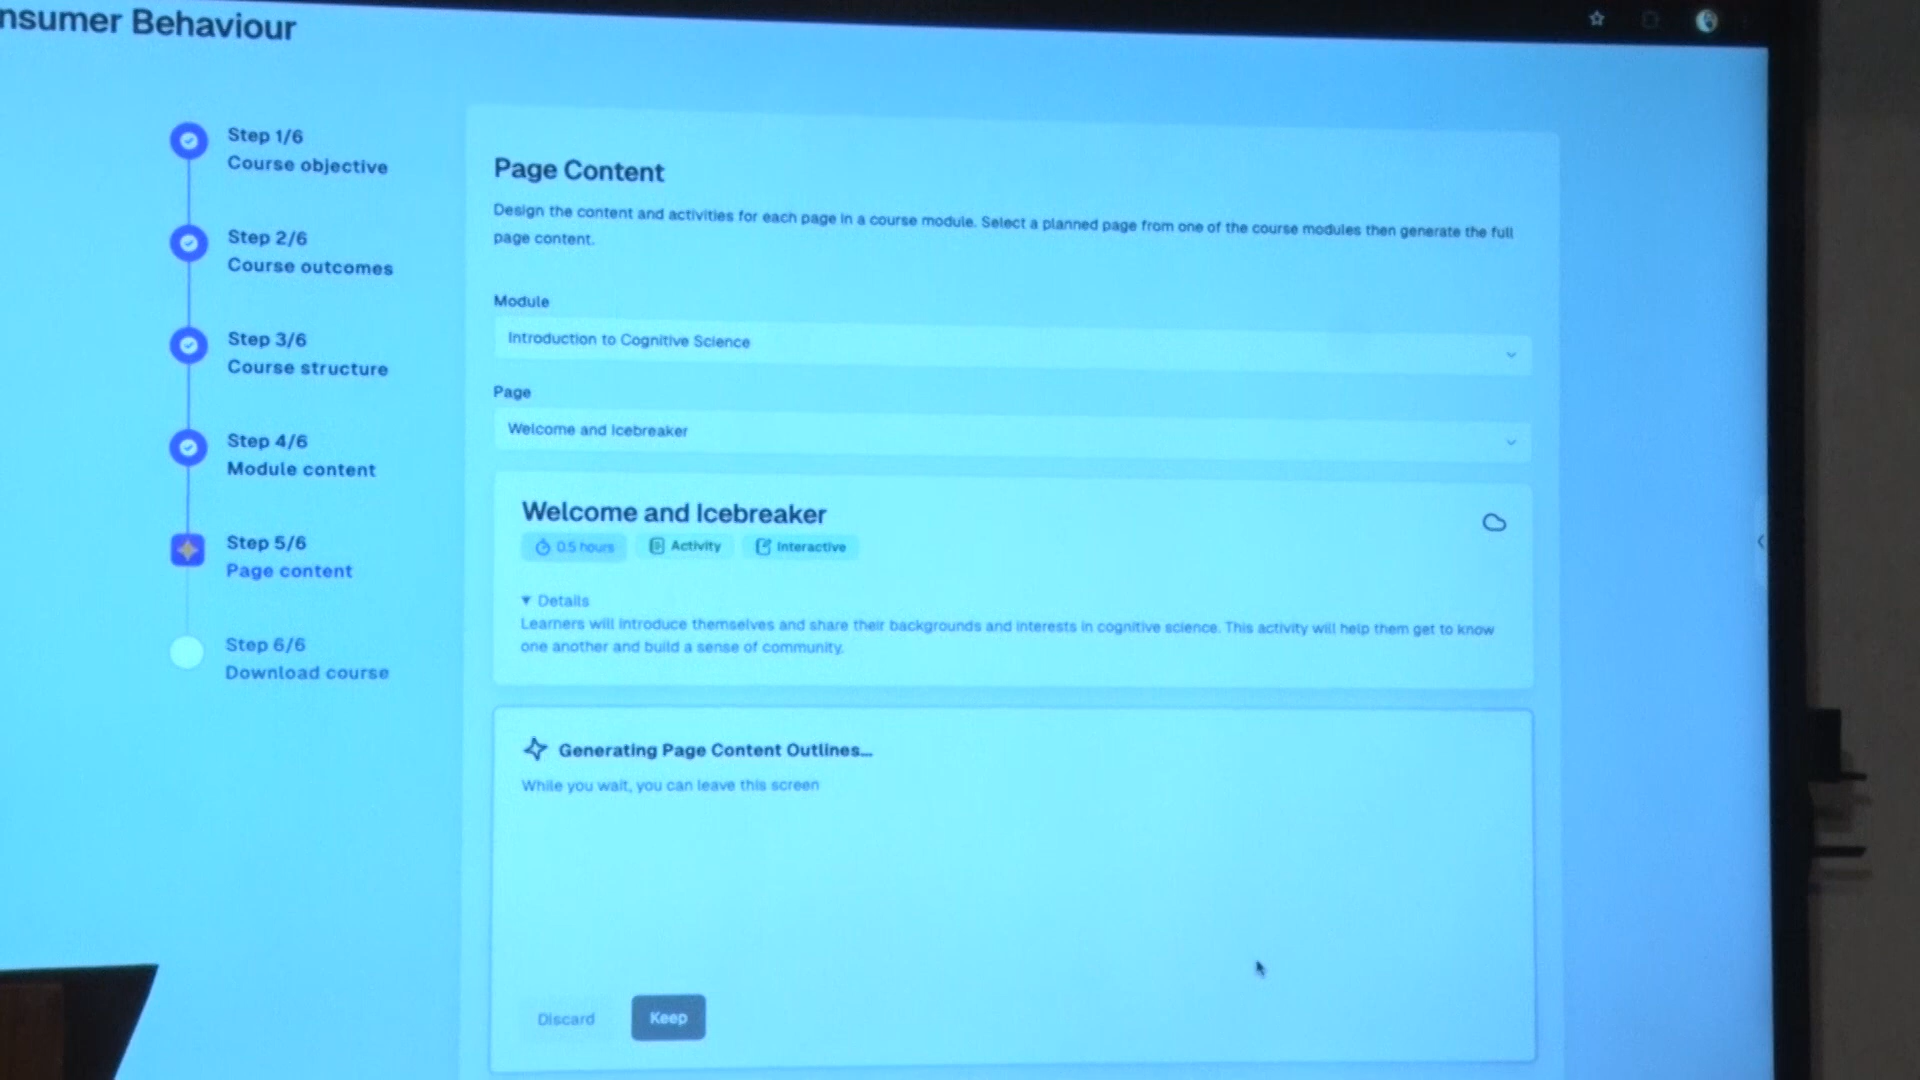 nsumer Behaviour
Step 1/6
Course objective
Step 2/6
Course outcomes
Step 3/6
Course structure
Step 4/6
Module content
Step 5/6
Page content
Step 6/6
Download course
Page Content
Design the content and activities for each page in a course module. Select a planned page from one of the course modules then generate the full
page content.
Module
Introduction to Cognitive Science
Page
Welcome and Icebreaker
Welcome and Icebreaker
0.5 hours
Activity
Interactive
▼ Details
Learners will introduce themselves and share their backgrounds and interests in cognitive science. This activity will help them get to know
one another and build a sense of community.
Generating Page Content Outlines...
While you wait, you can leave this screen
Discard
Keep